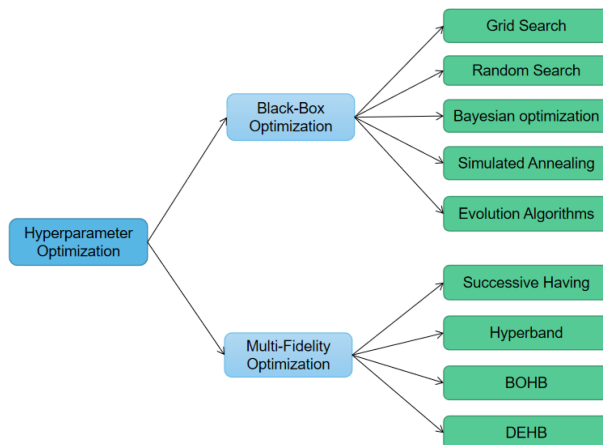 Grid Search
Random Search
Black-Box
Optimization
Bayesian optimization
Simulated Annealing
Evolution Algorithms
Hyperparameter
Optimization
Successive Having
Multi-Fidelity
Optimization
Hyperband
BOHB
DEHB